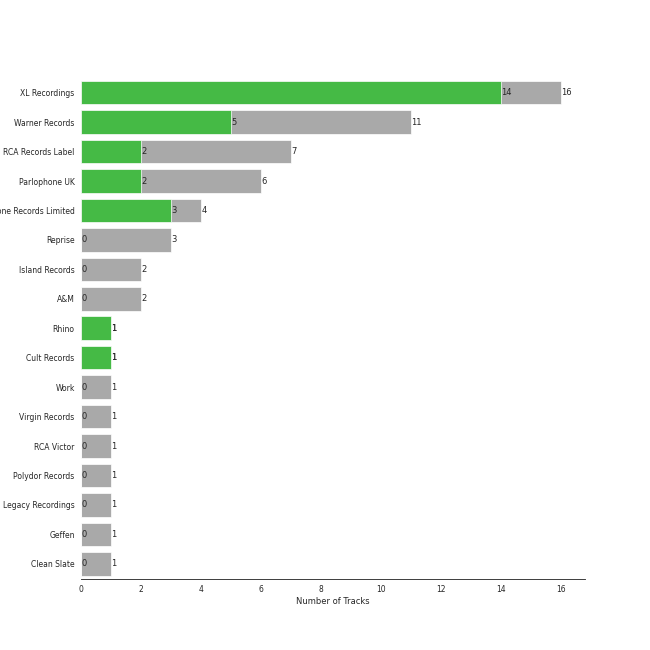 XL Recordings 14 16
Warner Records 5 11
RCA Records Label 2 7
Parlophone UK 2 6
one Records Limited 3 4
Reprise 0 3
Island Records 0 2
A&M 0 2
Rhino 1
Cult Records 1
Work 0 1
Virgin Records 0 1
RCA Victor 0 1
Polydor Records 0 1
Legacy Recordings 0 1
Geffen 0 1
Clean Slate 0 1
0 2 4 6 8 10 12 14 16
Number of Tracks